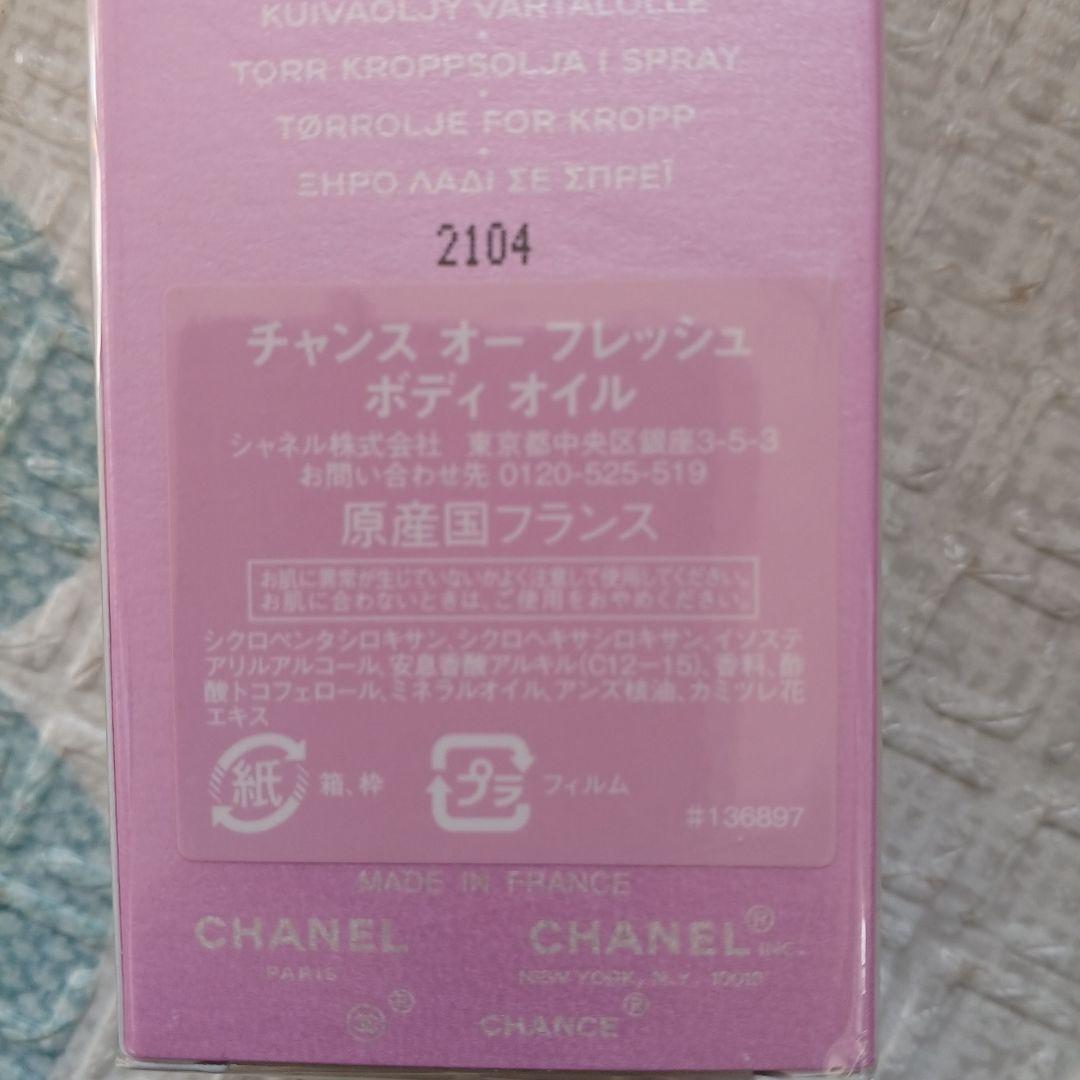 KUIVAÖLJY VARTALOLLE
TORR KROPPSOLJA I SPRAY
TØRROLJE FOR KROPP
ΞΗΡΟ ΛΑΔΙ ΣΕ ΣΠΡΕΪ
2104
チャンス オー フレッシュ
ボディ オイル
シャネル株式会社 東京都中央区銀座3-5-3
お問い合わせ先 0120-525-519
原産国フランス
お肌に異常が生じていないかよく注意して使用してください。
お肌に合わないときは、ご使用をおやめください。
シクロペンタシロキサン、シクロヘキサシロキサン、イソステ
アリルアルコール、安息香酸アルキル(C12-15)、香料、酢
酸トコフェロール、ミネラルオイル、アンズ核油、カミツレ花
エキス
紙 箱、枠 プラ フィルム
#136897
MADE IN FRANCE
CHANEL CHANEL® INC.
PARIS NEW YORK, N.Y. 10019
® CHANCE®